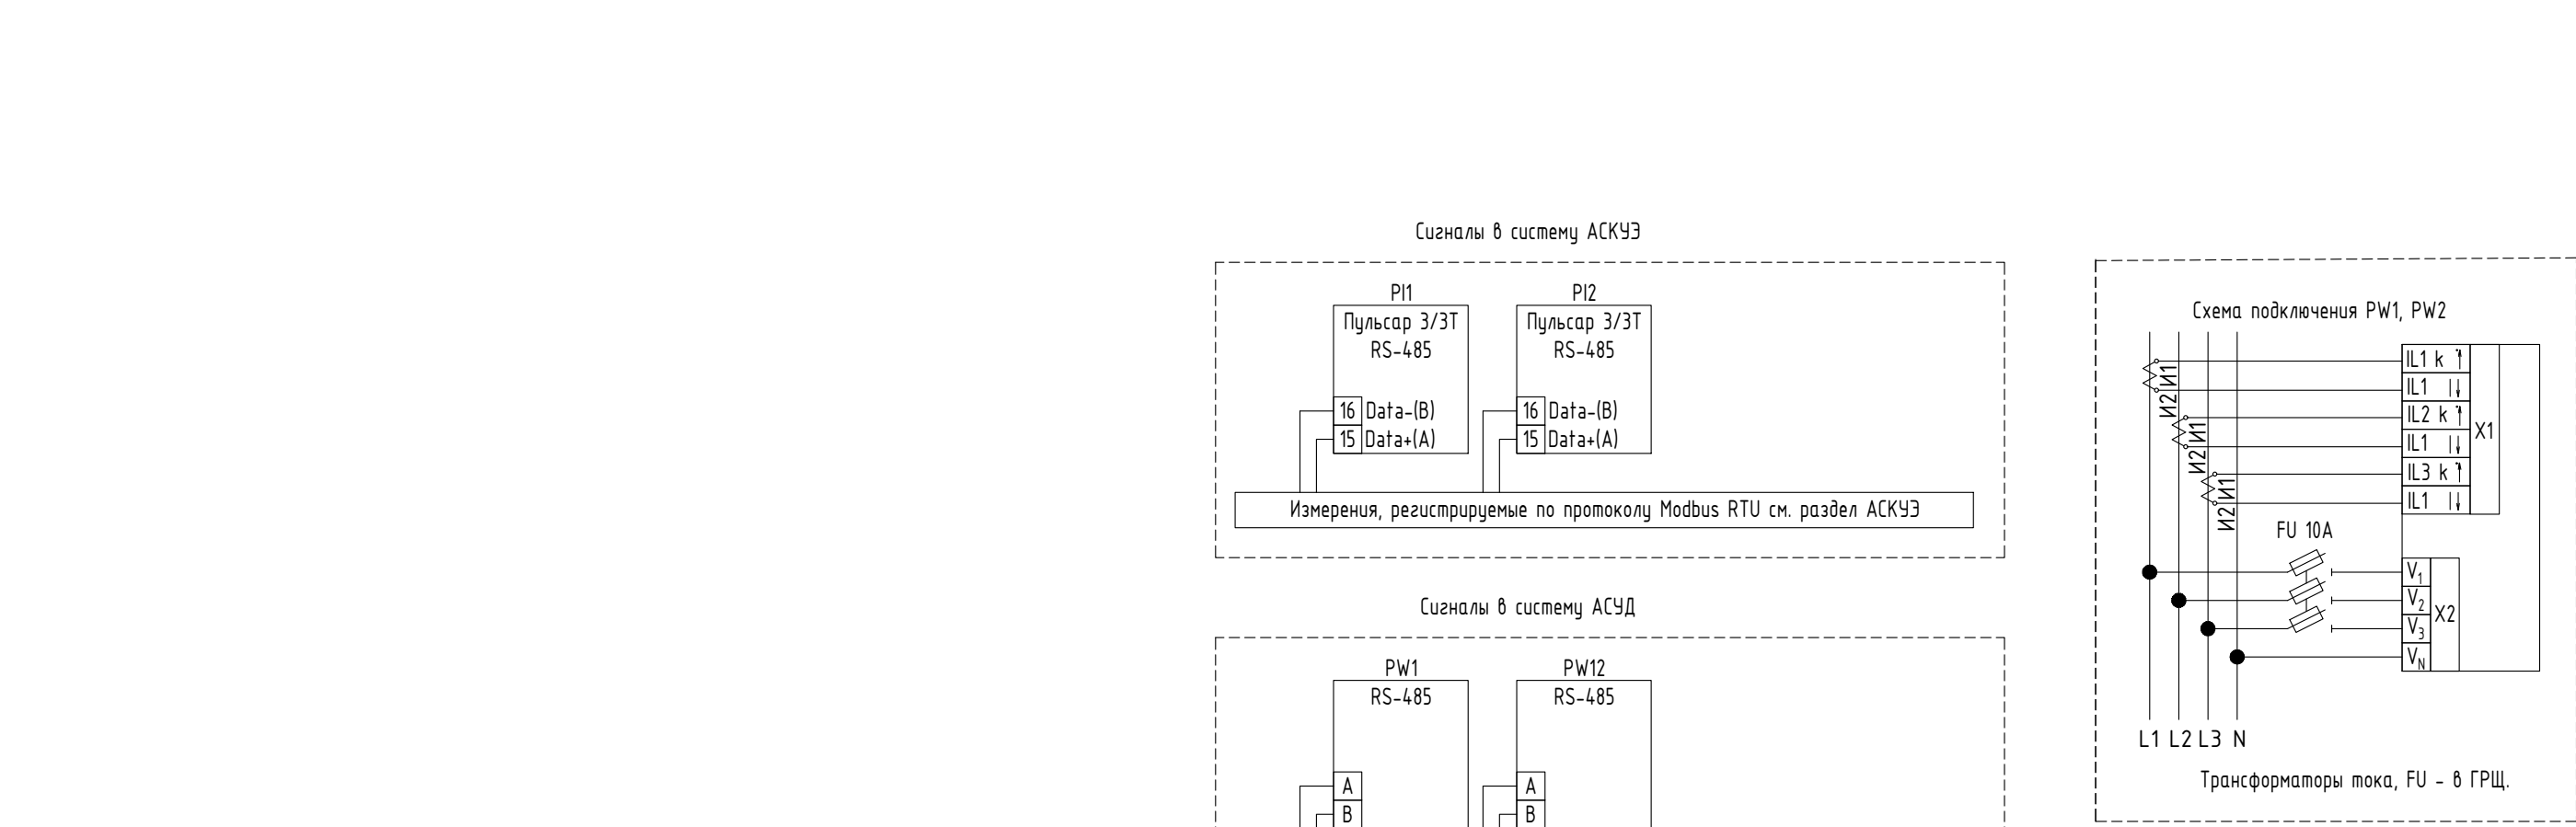 Сигналы в систему АСКУЭ
PI1
Пульсар 3/3Т
RS-485
16 Data-(B)
15 Data+(A)
PI2
Пульсар 3/3Т
RS-485
16 Data-(B)
15 Data+(A)
Измерения, регистрируемые по протоколу Modbus RTU см. раздел АСКУЭ
Сигналы в систему АСУД
PW1
RS-485
A
B
PW12
RS-485
A
B
Схема подключения PW1, PW2
И1
И2
И1
И2
И1
И2
IL1 k
IL1
IL2 k
IL1
IL3 k
IL1
X1
FU 10A
V1
V2
V3
VN
X2
L1 L2 L3 N
Трансформаторы тока, FU - в ГРЩ.